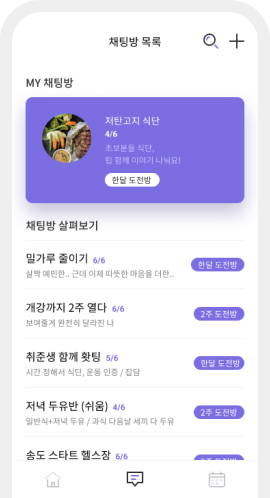 채팅방 목록
MY 채팅방
저탄고지 식단
4/6
초보분들 식단,
팁 함께 이야기 나눠요!
한달 도전방
채팅방 살펴보기
밀가루 줄이기 6/6
살짝 예민한.. 근데 이제 따뜻한 마음을 더한..
한달 도전방
개강까지 2주 열다 6/6
보여줄게 완전히 달라진 나
2주 도전방
취준생 함께 홧팅 5/6
시간 정해서 식단, 운동 인증 / 잡담
한달 도전방
저녁 두유반 (쉬움) 4/6
일반식+저녁 두유 / 과식 다음날 세끼 다 두유
2주 도전방
송도 스타트 헬스장 6/6